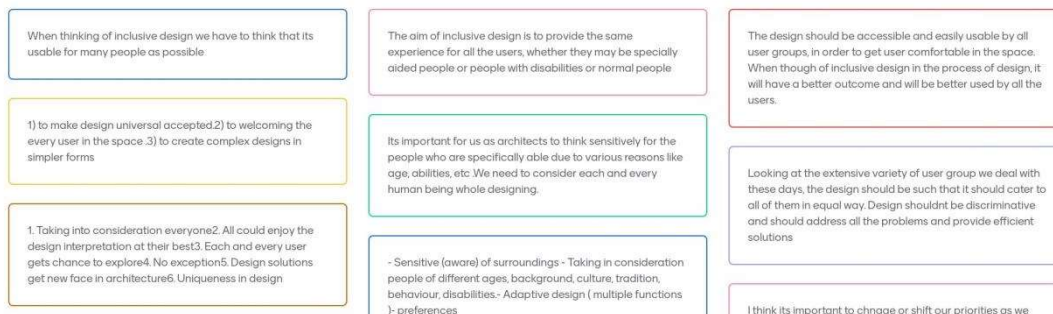 When thinking of inclusive design we have to think that its
usable for many people as possible
1) to make design universal accepted.2) to welcoming the
every user in the space .3) to create complex designs in
simpler forms
1. Taking into consideration everyone2. All could enjoy the
design interpretation at their best3. Each and every user
gets chance to explore4. No exception5. Design solutions
get new face in architecture6. Uniqueness in design
The aim of inclusive design is to provide the same
experience for all the users, whether they may be specially
aided people or people with disabilities or normal people
Its important for us as architects to think sensitively for the
people who are specifically able due to various reasons like
age, abilities, etc .We need to consider each and every
human being whole designing.
- Sensitive (aware) of surroundings - Taking in consideration
people of different ages, background, culture, tradition,
behaviour, disabilities.- Adaptive design ( multiple functions
)- preferences
The design should be accessible and easily usable by all
user groups, in order to get user comfortable in the space.
When though of inclusive design in the process of design, it
will have a better outcome and will be better used by all the
users.
Looking at the extensive variety of user group we deal with
these days, the design should be such that it should cater to
all of them in equal way. Design shouldnt be discriminative
and should address all the problems and provide efficient
solutions
I think its important to chnage or shift our priorities as we